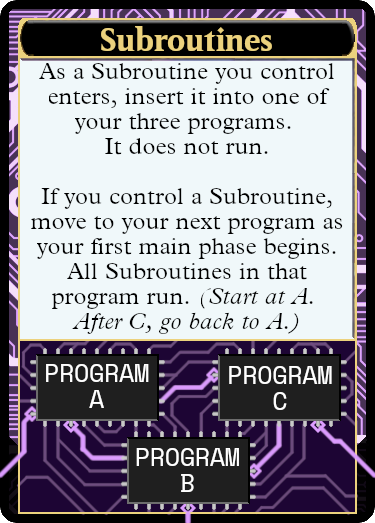 Subroutines
As a Subroutine you control
enters, insert it into one of
your three programs.
It does not run.
If you control a Subroutine,
move to your next program as
your first main phase begins.
All Subroutines in that
program run. (Start at A.
After C, go back to A.)
PROGRAM
A
PROGRAM
C
PROGRAM
B